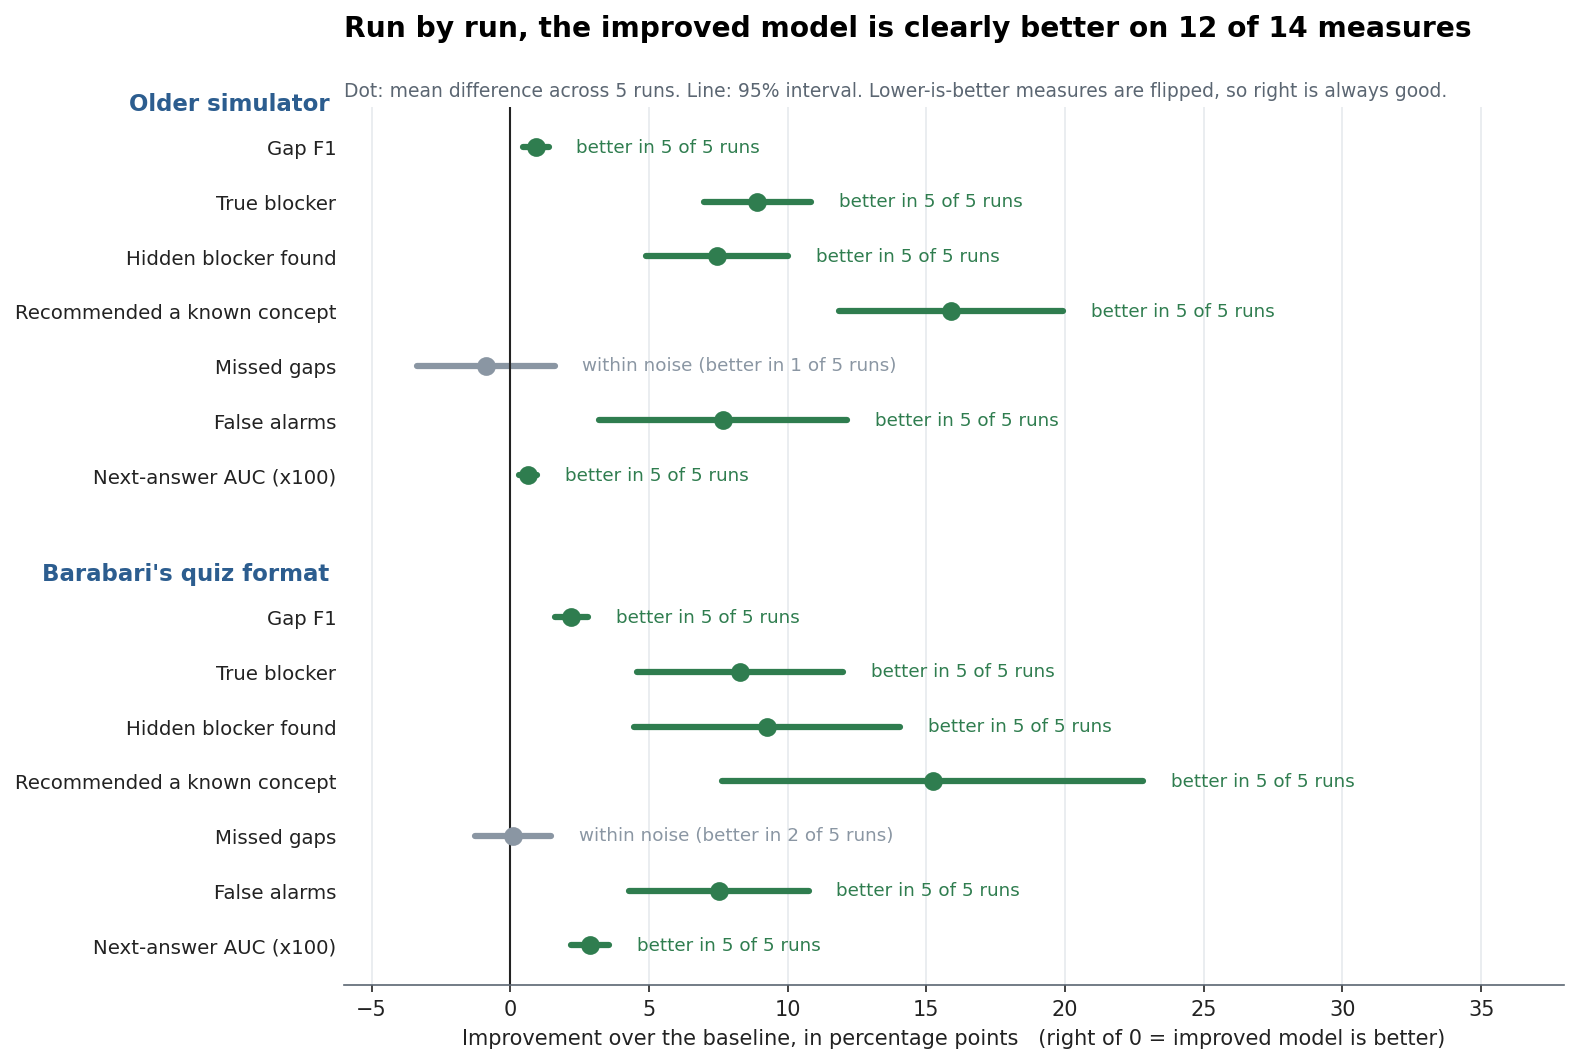 Run by run, the improved model is clearly better on 12 of 14 measures
Dot: mean difference across 5 runs. Line: 95% interval. Lower-is-better measures are flipped, so right is always good.
Older simulator
Gap F1 better in 5 of 5 runs
True blocker better in 5 of 5 runs
Hidden blocker found better in 5 of 5 runs
Recommended a known concept better in 5 of 5 runs
Missed gaps within noise (better in 1 of 5 runs)
False alarms better in 5 of 5 runs
Next-answer AUC (x100) better in 5 of 5 runs
Barabari's quiz format
Gap F1 better in 5 of 5 runs
True blocker better in 5 of 5 runs
Hidden blocker found better in 5 of 5 runs
Recommended a known concept better in 5 of 5 runs
Missed gaps within noise (better in 2 of 5 runs)
False alarms better in 5 of 5 runs
Next-answer AUC (x100) better in 5 of 5 runs
−5 0 5 10 15 20 25 30 35
Improvement over the baseline, in percentage points (right of 0 = improved model is better)